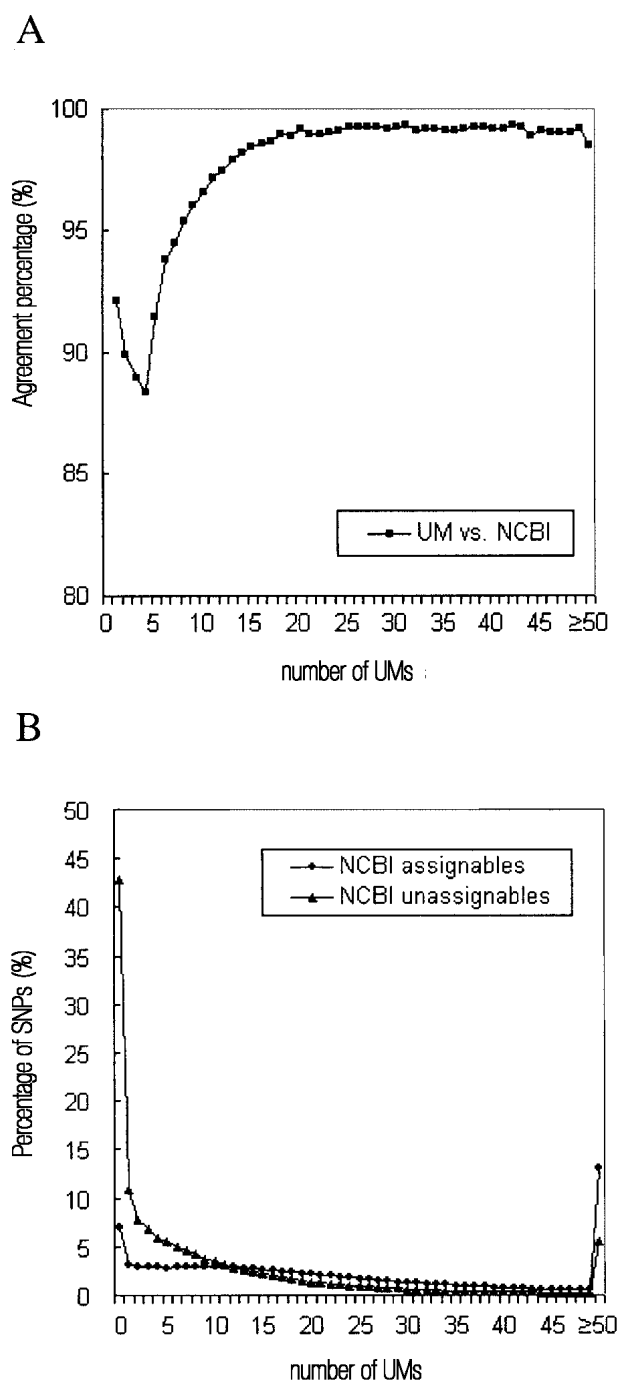 A
100
95
90
85
80
Agreement percentage (%)
UM vs. NCBI
0 5 10 15 20 25 30 35 40 45 ≥50
number of UMs
B
50
45
40
35
30
25
20
15
10
5
0
Percentage of SNPs (%)
NCBI assignables
NCBI unassignables
0 5 10 15 20 25 30 35 40 45 ≥50
number of UMs